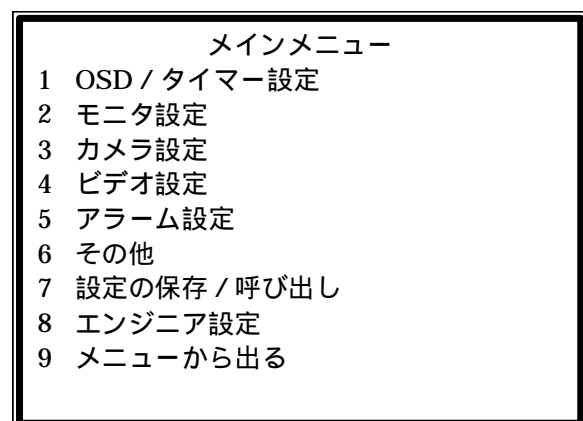 メインメニュー
1 OSD / タイマー設定
2 モニタ設定
3 カメラ設定
4 ビデオ設定
5 アラーム設定
6 その他
7 設定の保存 / 呼び出し
8 エンジニア設定
9 メニューから出る